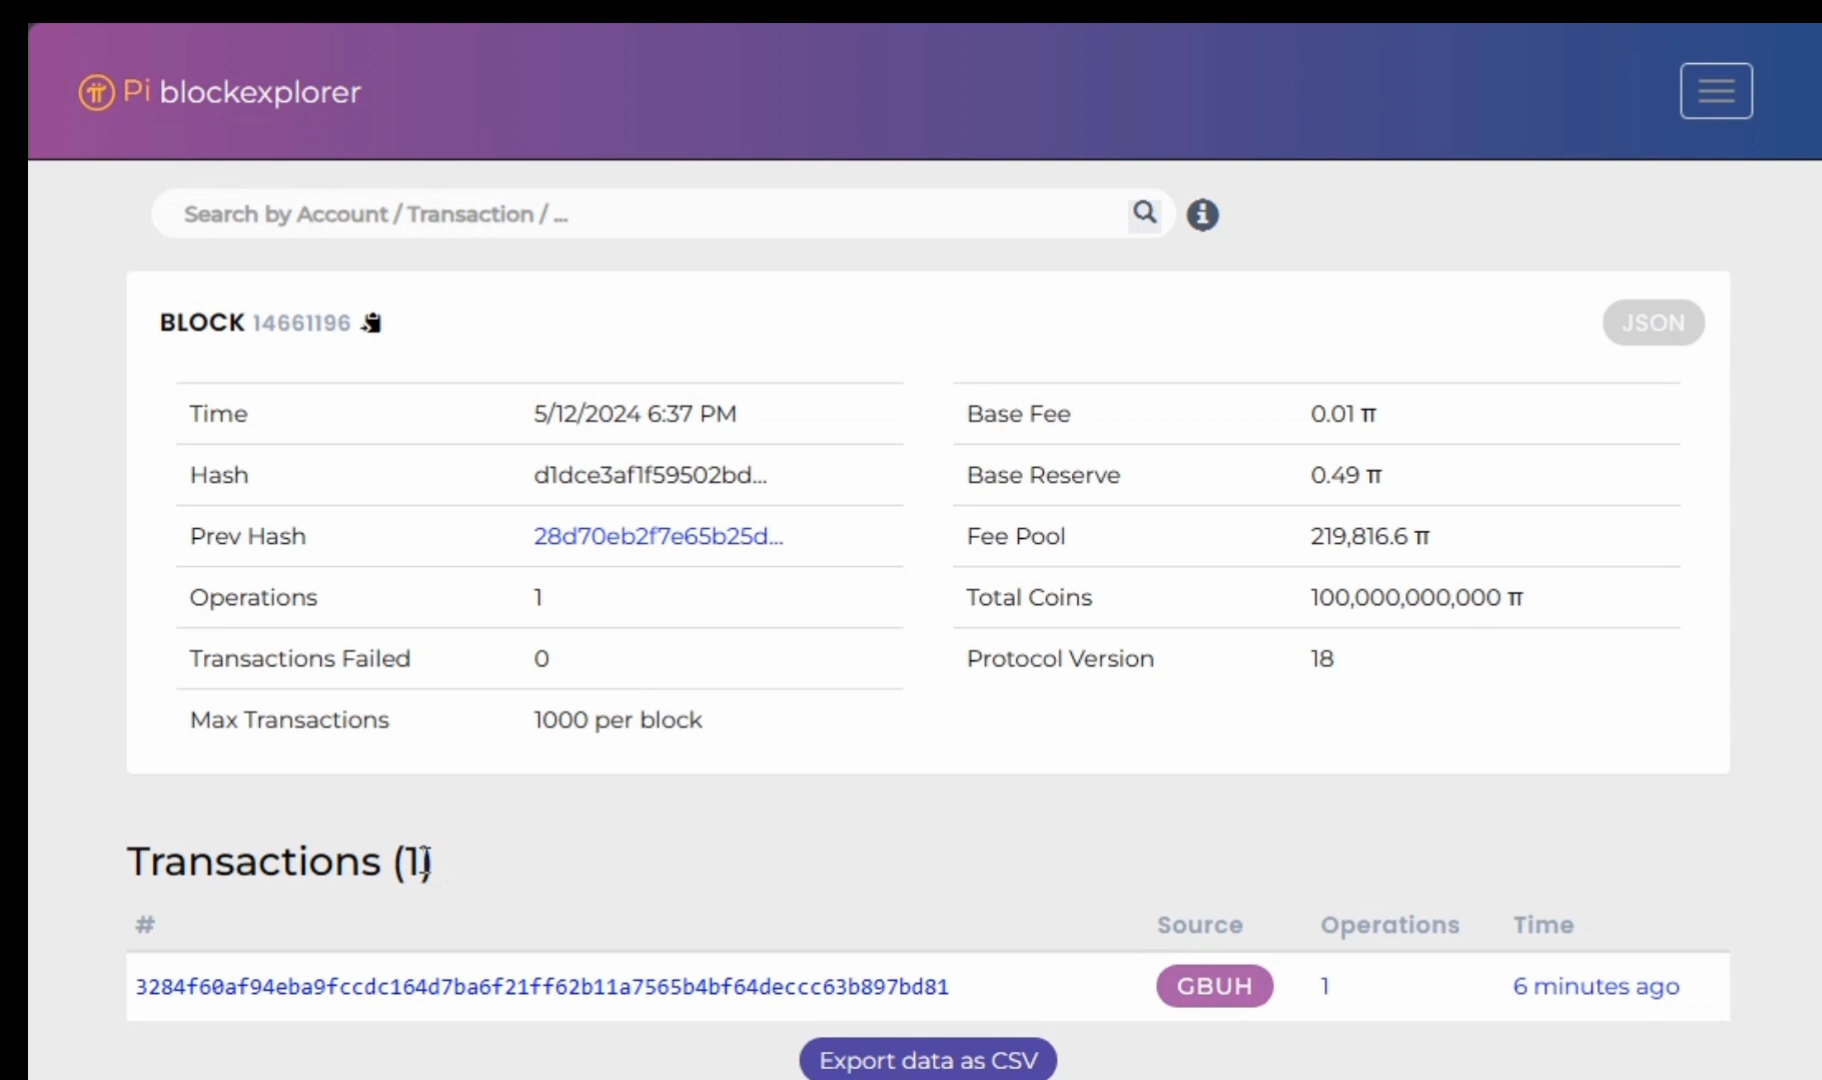 Pi blockexplorer
Search by Account / Transaction / ...
BLOCK 14661196
JSON
Time 5/12/2024 6:37 PM
Hash d1dce3af1f59502bd...
Prev Hash 28d70eb2f7e65b25d...
Operations 1
Transactions Failed 0
Max Transactions 1000 per block
Base Fee 0.01 π
Base Reserve 0.49 π
Fee Pool 219,816.6 π
Total Coins 100,000,000,000 π
Protocol Version 18
Transactions (1)
# Source Operations Time
3284f60af94eba9fccdc164d7ba6f21ff62b11a7565b4bf64deccc63b897bd81 GBUH 1 6 minutes ago
Export data as CSV